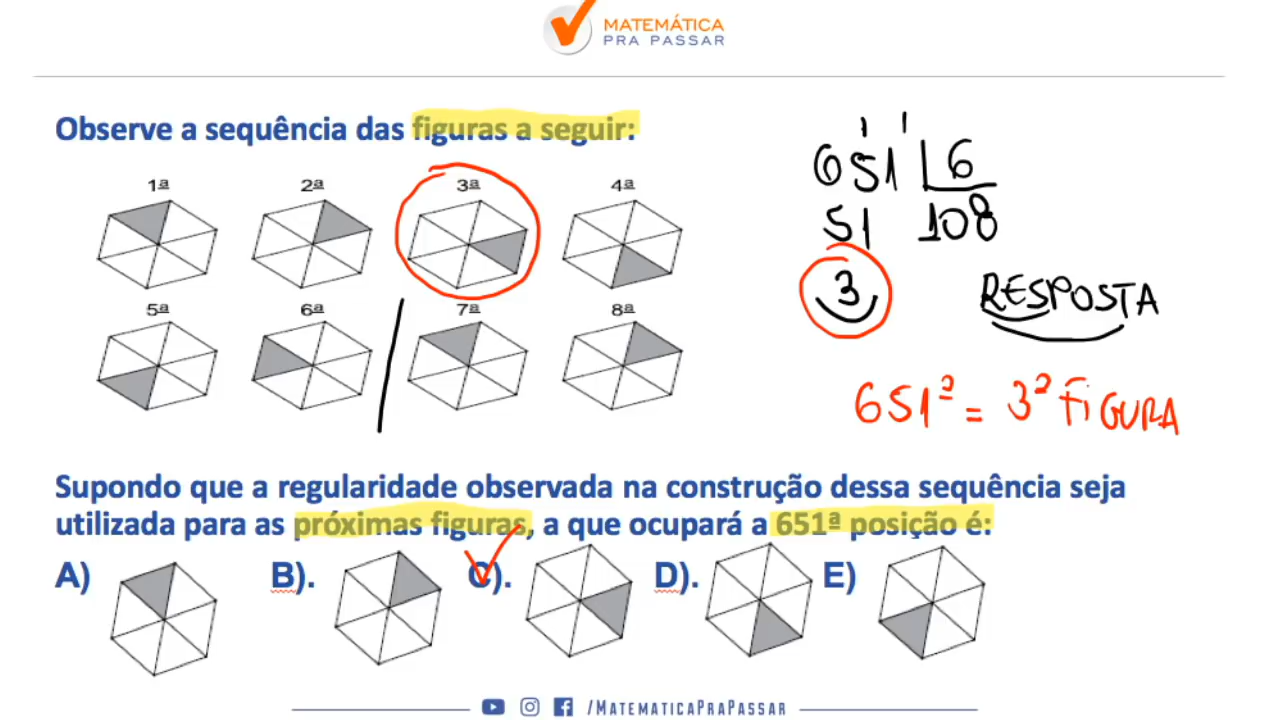 MATEMÁTICA
PRA PASSAR
Observe a sequência das figuras a seguir:
1ª 2ª 3ª 4ª
5ª 6ª 7ª 8ª
651 6
51 108
3
RESPOSTA
651ª = 3ª FIGURA
Supondo que a regularidade observada na construção dessa sequência seja
utilizada para as próximas figuras, a que ocupará a 651ª posição é:
A) B). C). D). E)
/MATEMATICAPRAPASSAR